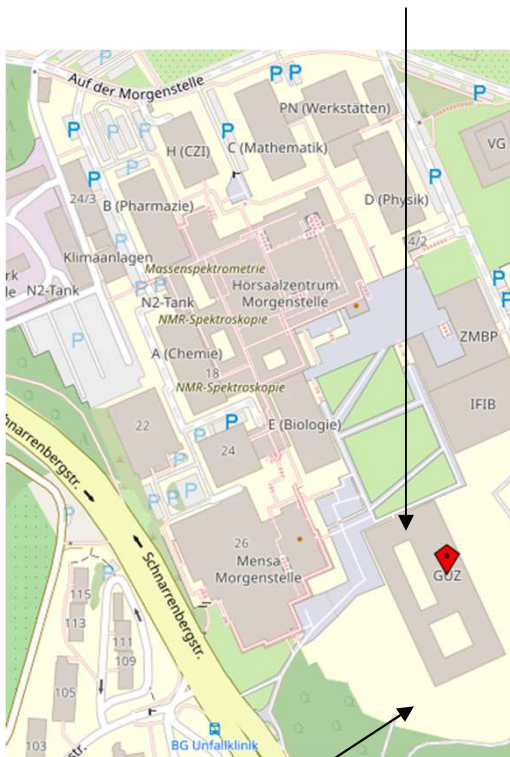 Auf der Morgenstelle
P
P
P
PN (Werkstätten)
P
P
H (CZI)
C (Mathematik)
VG
P
24/3
P
D (Physik)
B (Pharmazie)
14/2
Klimaanlagen
Massenspektrometrie
P
N2-Tank
P
P
N2-Tank
Hörsaalzentrum
Morgenstelle
P
NMR-Spektroskopie
ZMBP
P
A (Chemie)
18
NMR-Spektroskopie
IFIB
22
P
E (Biologie)
24
P
Schnarrenbergstr.
P
P
P
P
26
Mensa
Morgenstelle
Schnarrenbergstr.
GUZ
P
115
113
111
109
105
103
str.
BG Unfallklinik